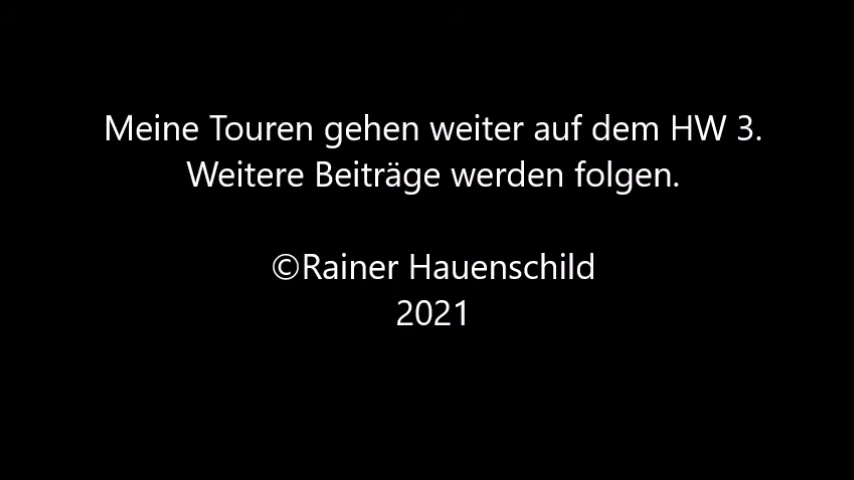 Meine Touren gehen weiter auf dem HW 3.
Weitere Beiträge werden folgen.
©Rainer Hauenschild
2021